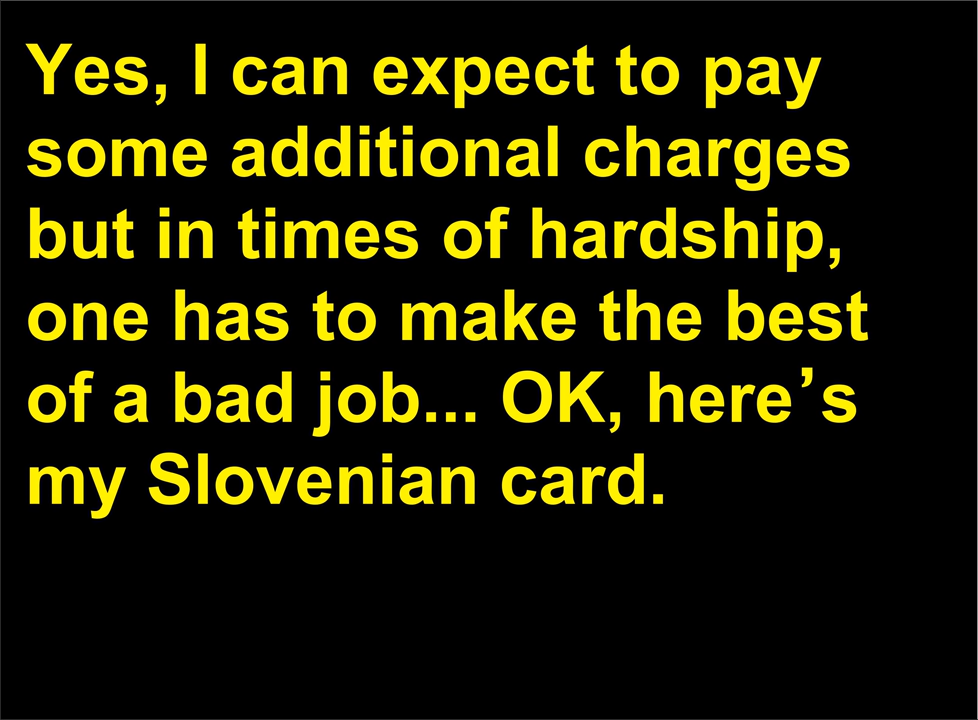 Yes, I can expect to pay
some additional charges
but in times of hardship,
one has to make the best
of a bad job... OK, here’s
my Slovenian card.